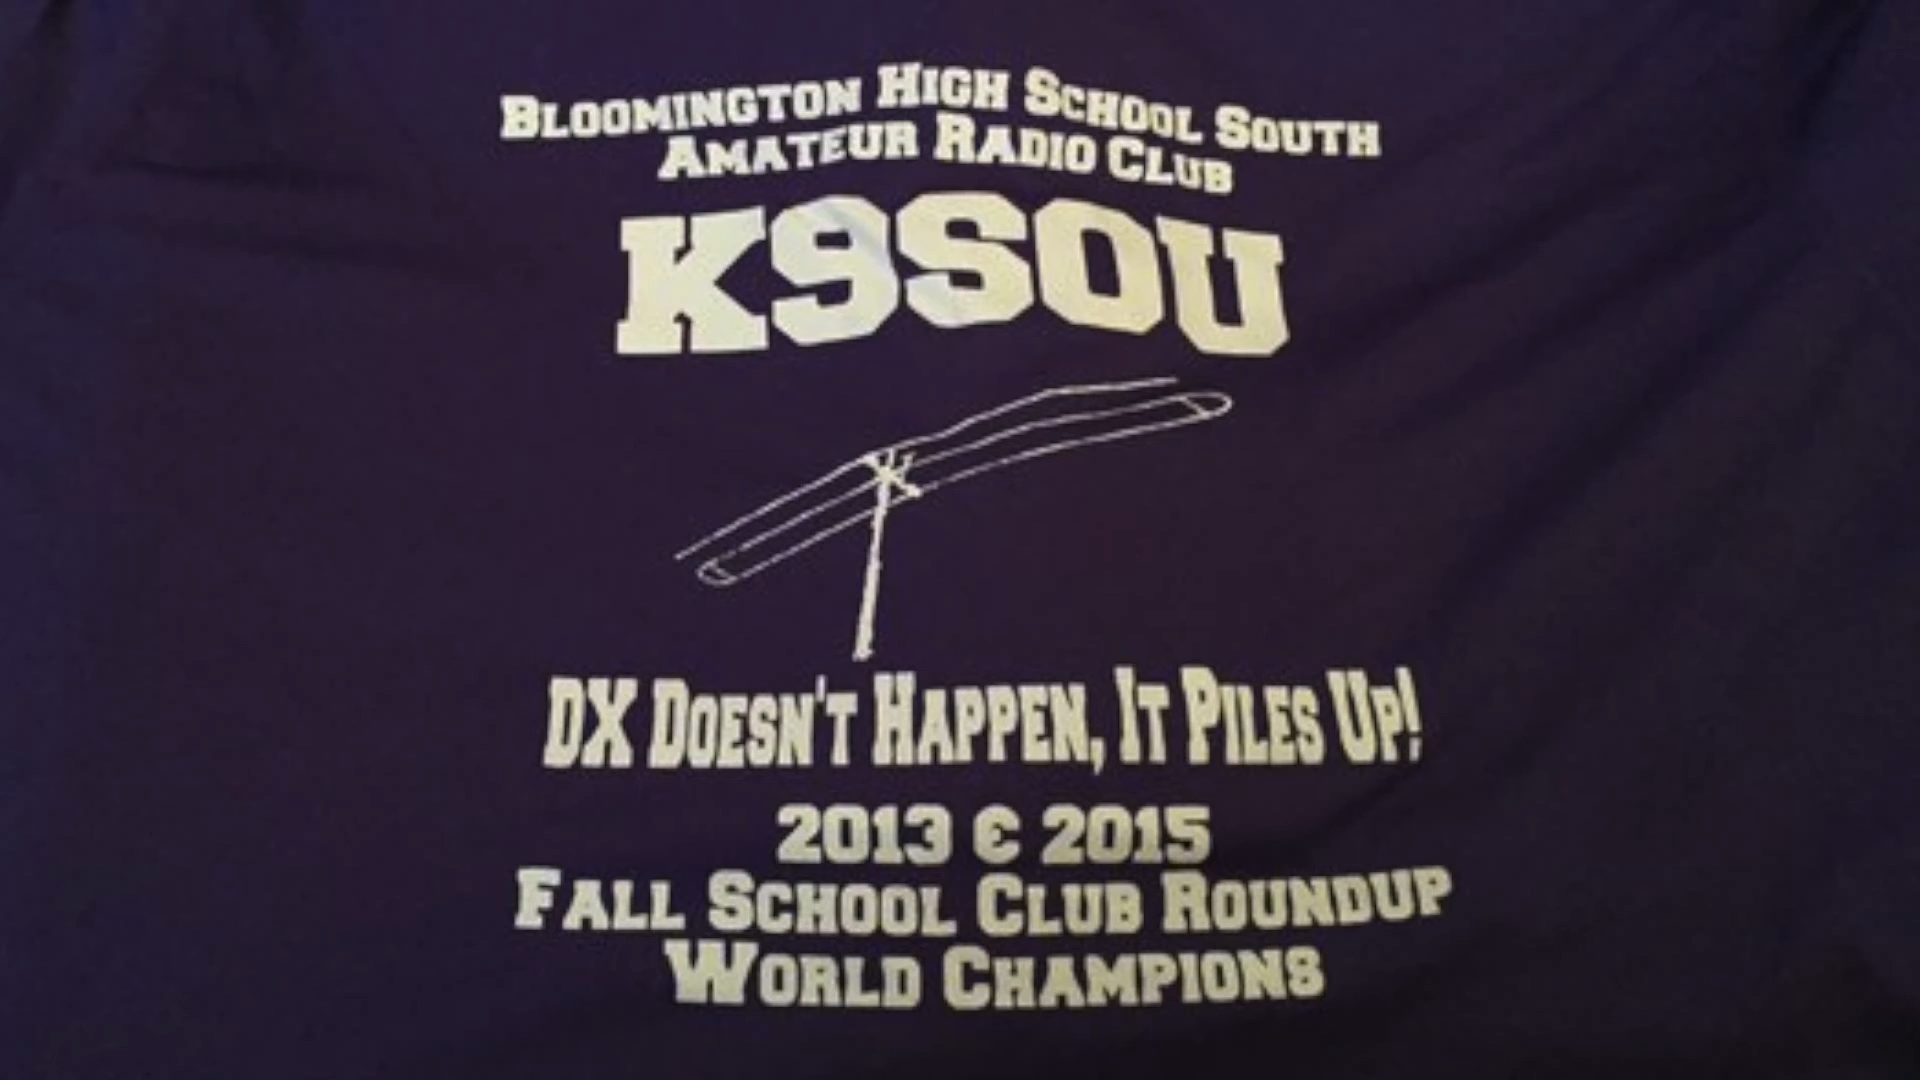 Bloomington High School South
Amateur Radio Club
K9SOU
DX Doesn't Happen, It Piles Up!
2013 & 2015
Fall School Club Roundup
World Champions